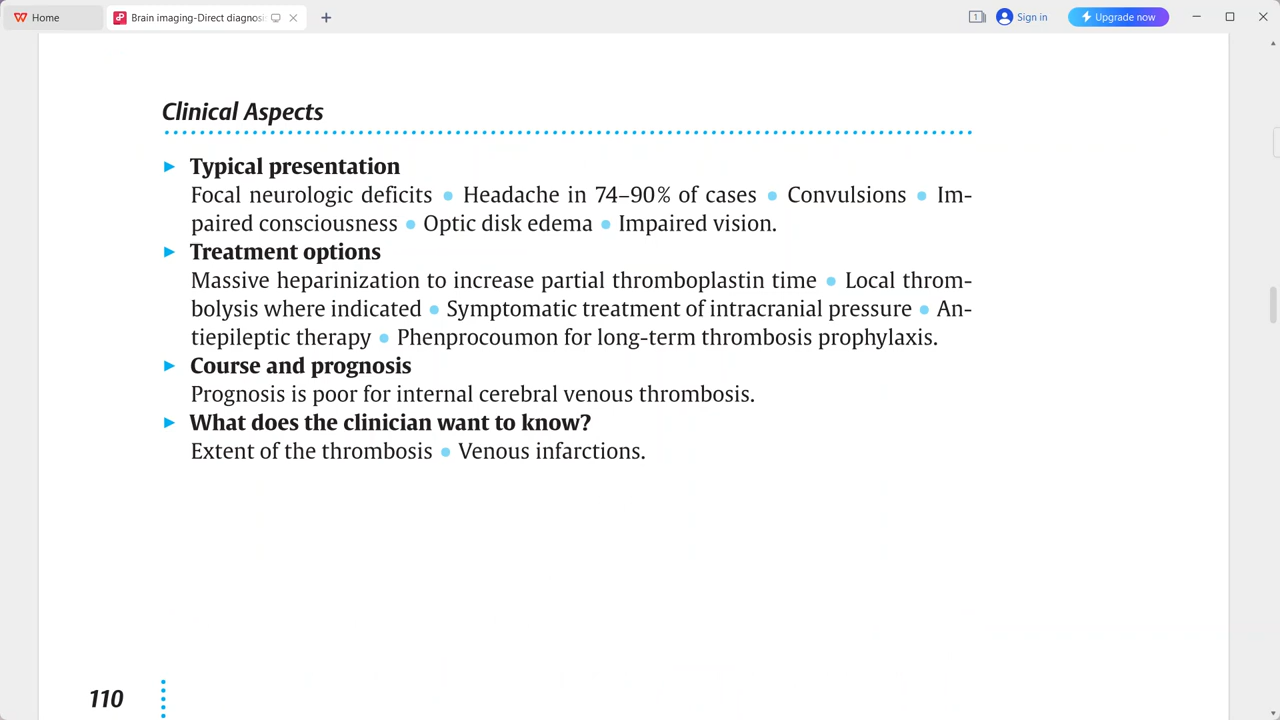 Home
Brain imaging-Direct diagnosi
1
Sign in
Upgrade now
Clinical Aspects
Typical presentation
Focal neurologic deficits • Headache in 74–90% of cases • Convulsions • Im-
paired consciousness • Optic disk edema • Impaired vision.
Treatment options
Massive heparinization to increase partial thromboplastin time • Local throm-
bolysis where indicated • Symptomatic treatment of intracranial pressure • An-
tiepileptic therapy • Phenprocoumon for long-term thrombosis prophylaxis.
Course and prognosis
Prognosis is poor for internal cerebral venous thrombosis.
What does the clinician want to know?
Extent of the thrombosis • Venous infarctions.
110